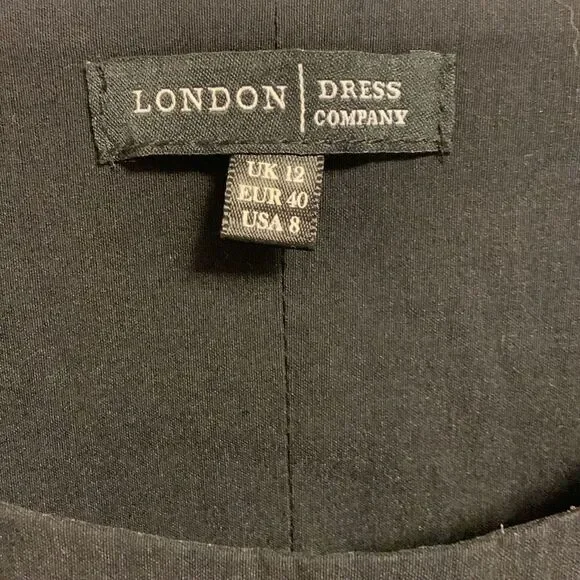 LONDON
DRESS
COMPANY
UK 12
EUR 40
USA 8